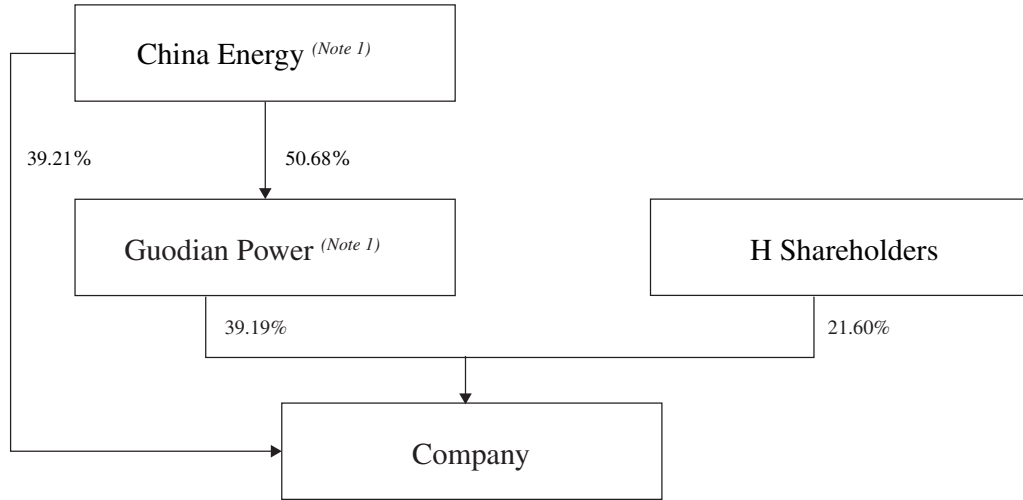 China Energy (Note 1)
39.21%
50.68%
Guodian Power (Note 1)
H Shareholders
39.19%
21.60%
Company